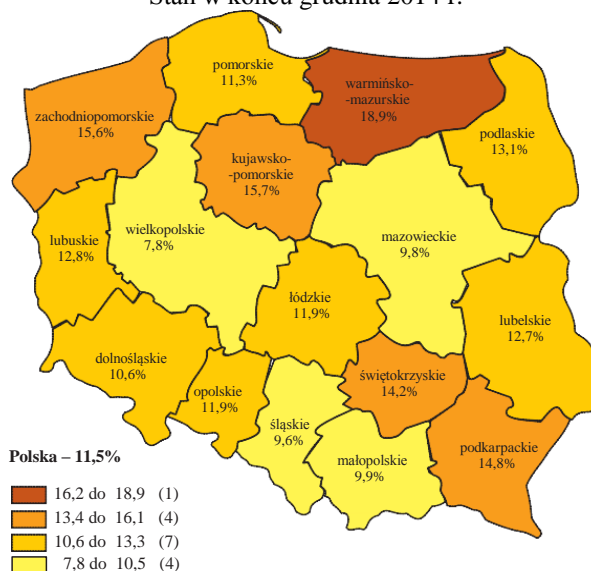 Stan w końcu grudnia 2014 r.
pomorskie
11,3%
warmińsko-
-mazurskie
18,9%
zachodniopomorskie
15,6%
podlaskie
13,1%
kujawsko-
-pomorskie
15,7%
wielkopolskie
7,8%
mazowieckie
9,8%
lubuskie
12,8%
łódzkie
11,9%
lubelskie
12,7%
dolnośląskie
10,6%
opolskie
11,9%
świętokrzyskie
14,2%
śląskie
9,6%
małopolskie
9,9%
podkarpackie
14,8%
Polska – 11,5%
16,2 do 18,9 (1)
13,4 do 16,1 (4)
10,6 do 13,3 (7)
7,8 do 10,5 (4)